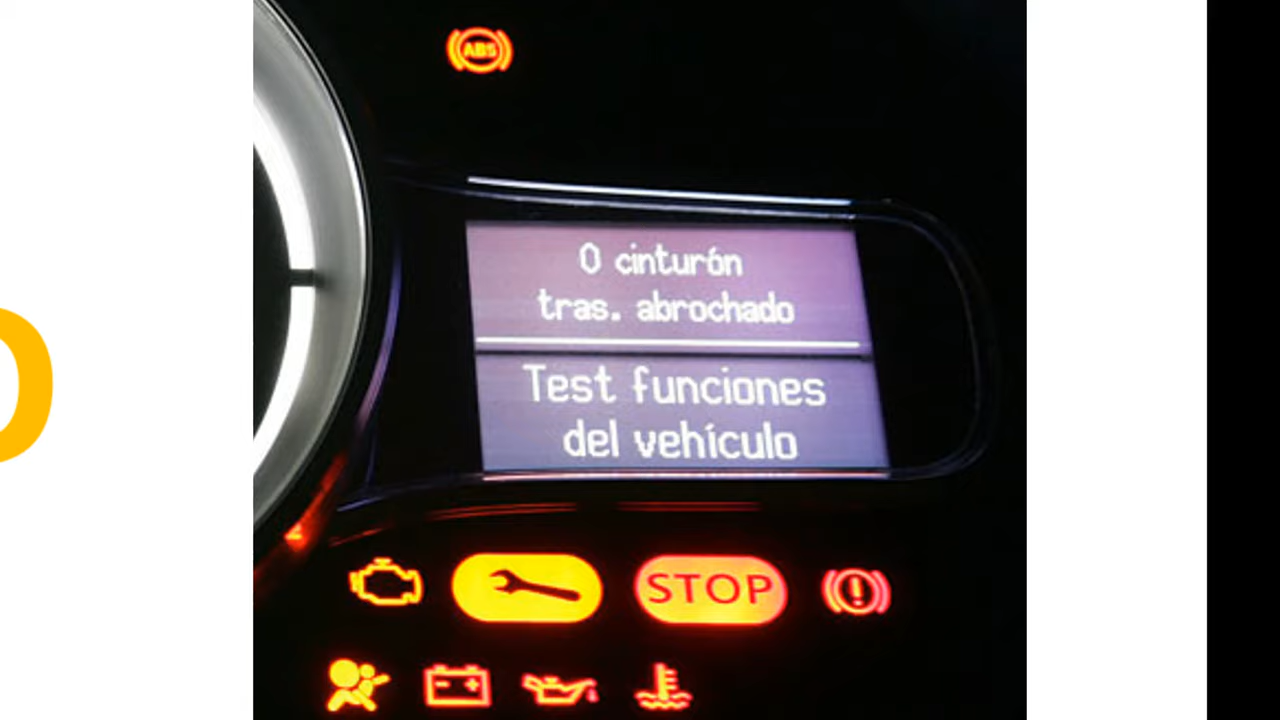 ABS
0 cinturón
tras. abrochado
Test funciones
del vehículo
STOP